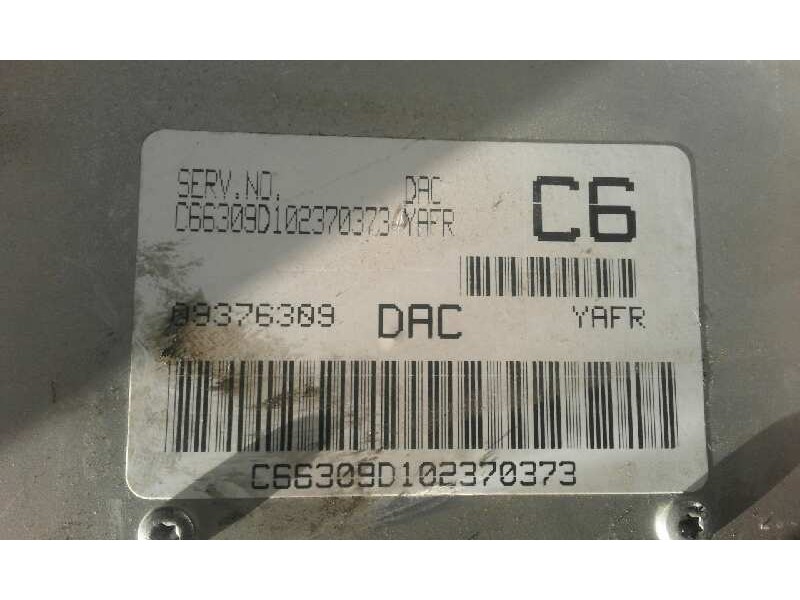 SERV.NO. DAC C6
C66309D102370373 YAFR
09376309 DAC YAFR
C66309D102370373